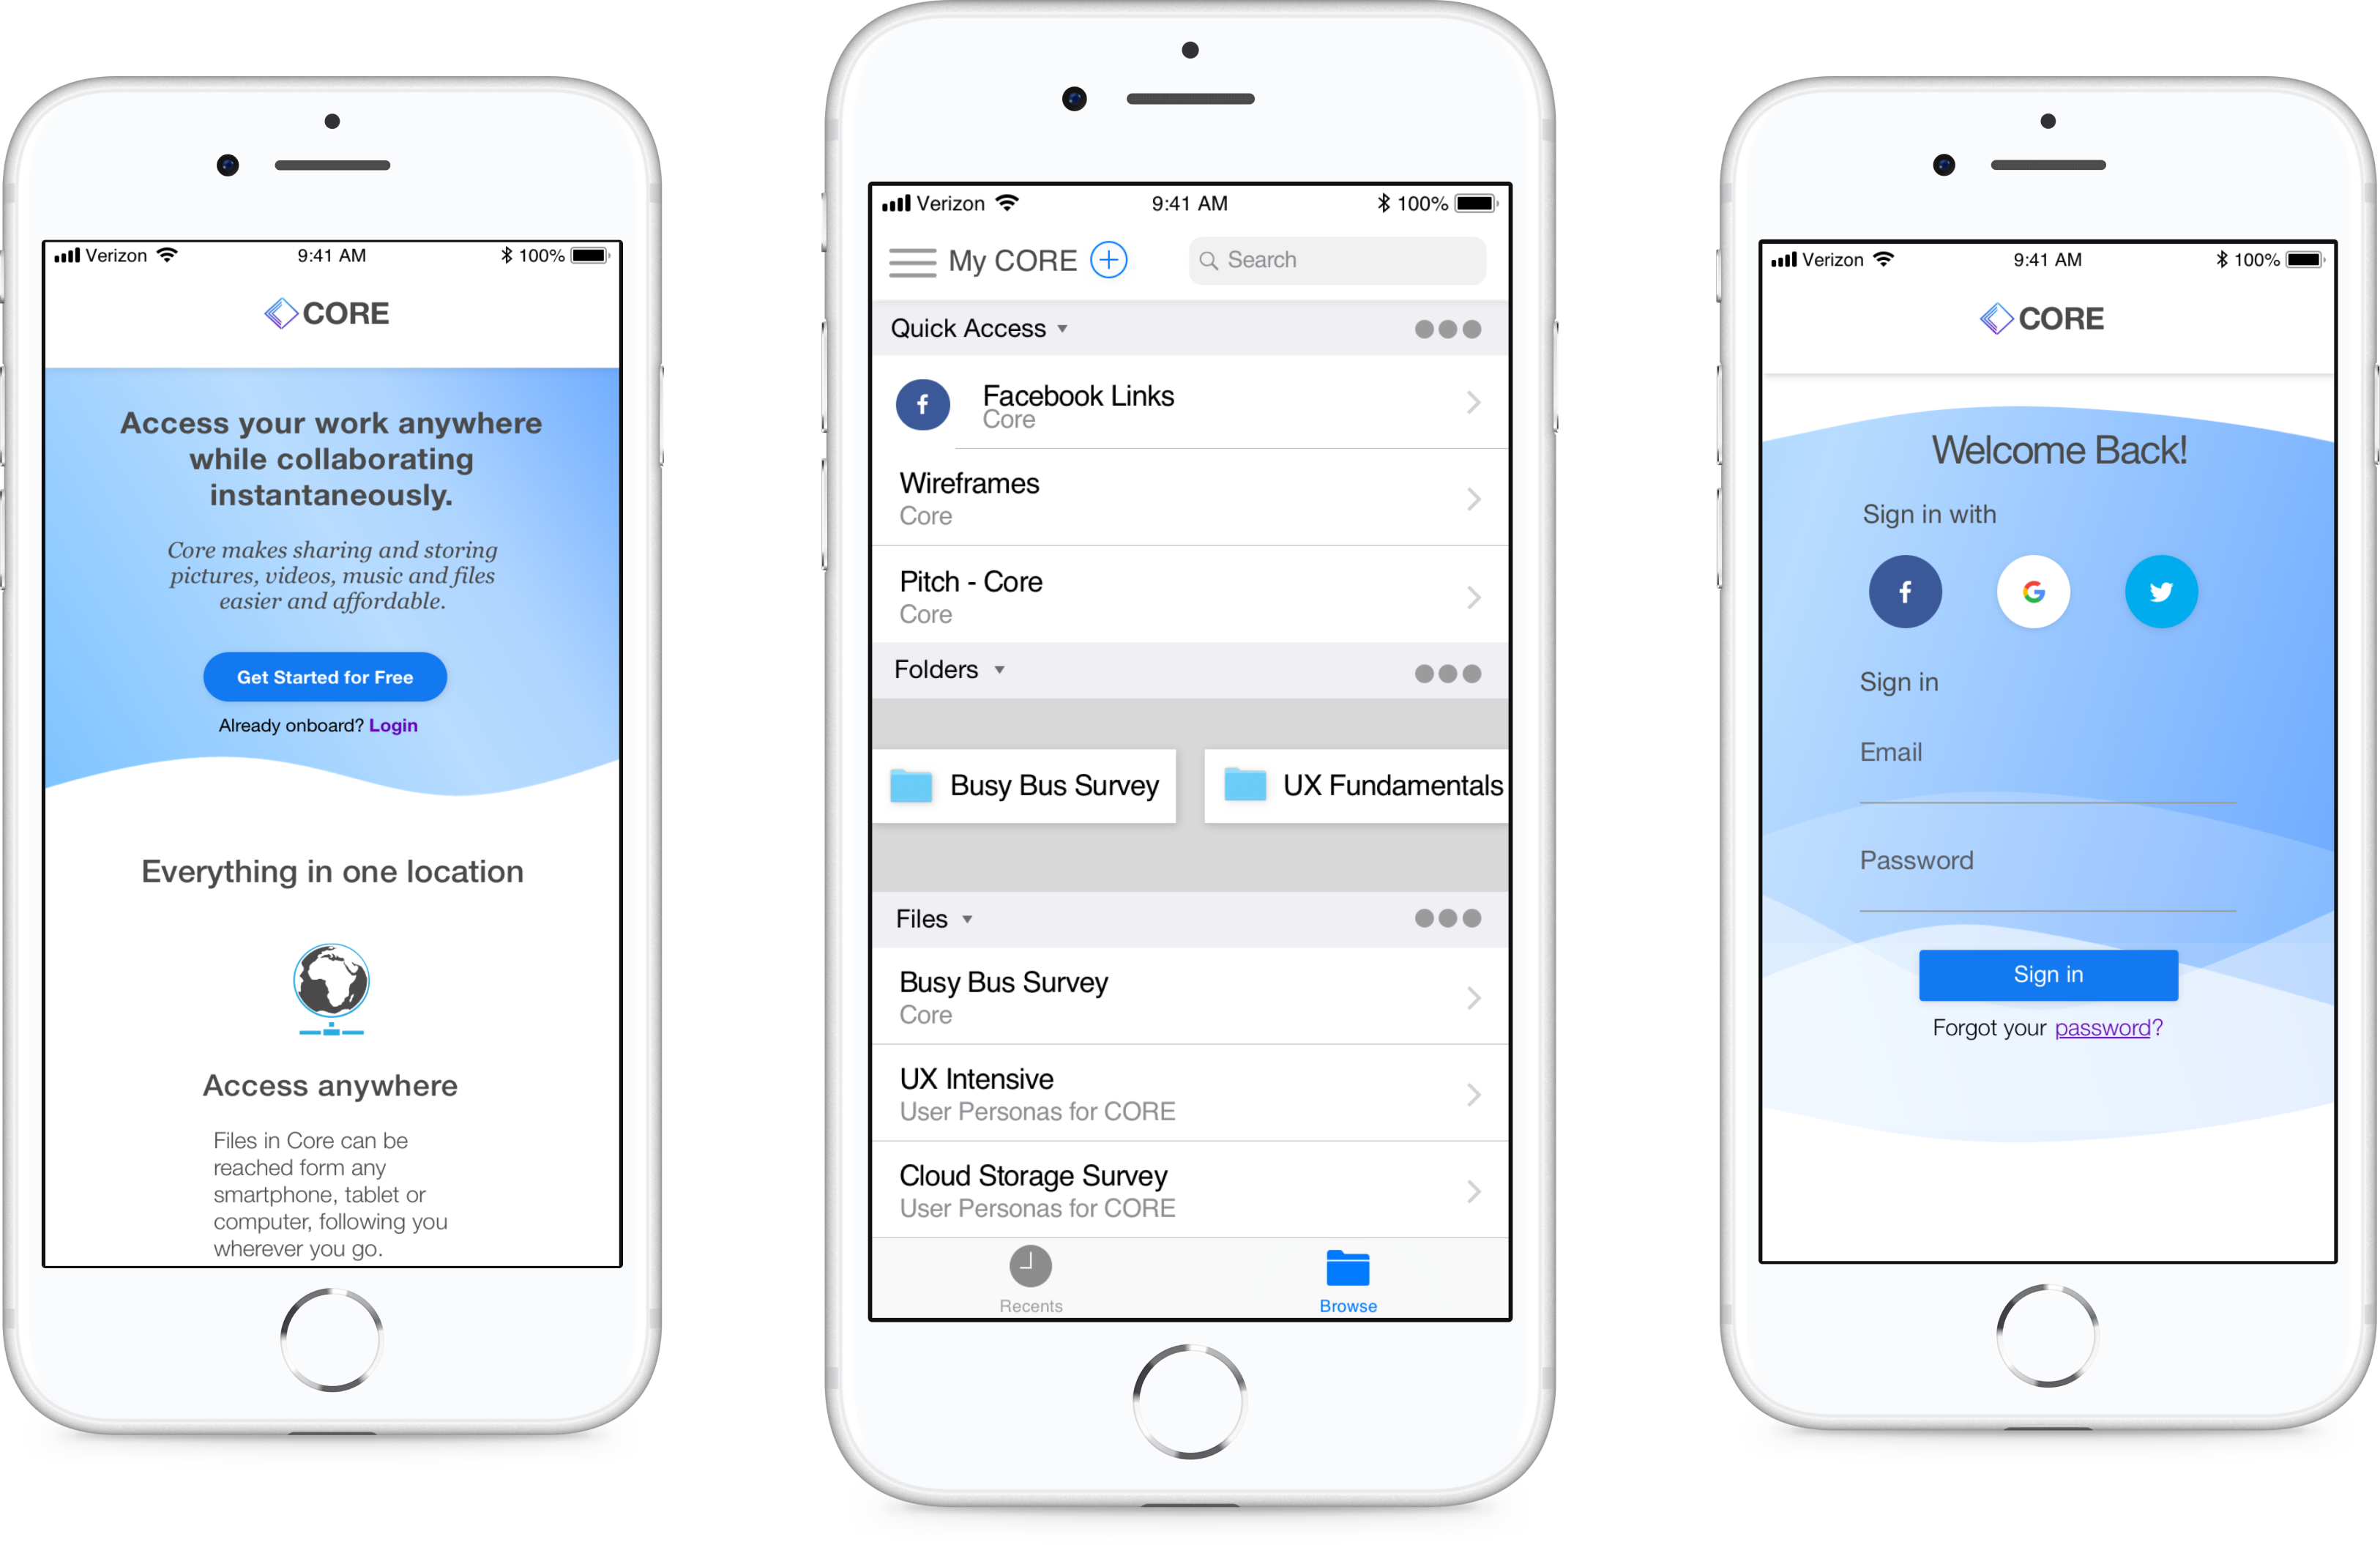 Verizon 9:41 AM 100%
CORE
Access your work anywhere
while collaborating
instantaneously.
Core makes sharing and storing
pictures, videos, music and files
easier and affordable.
Get Started for Free
Already onboard? Login
Everything in one location
Access anywhere
Files in Core can be
reached form any
smartphone, tablet or
computer, following you
wherever you go.
Verizon 9:41 AM 100%
My CORE Search
Quick Access
f Facebook Links
Core
Wireframes
Core
Pitch - Core
Core
Folders
Busy Bus Survey UX Fundamentals
Files
Busy Bus Survey
Core
UX Intensive
User Personas for CORE
Cloud Storage Survey
User Personas for CORE
Recents Browse
Verizon 9:41 AM 100%
CORE
Welcome Back!
Sign in with
f G
Sign in
Email
Password
Sign in
Forgot your password?